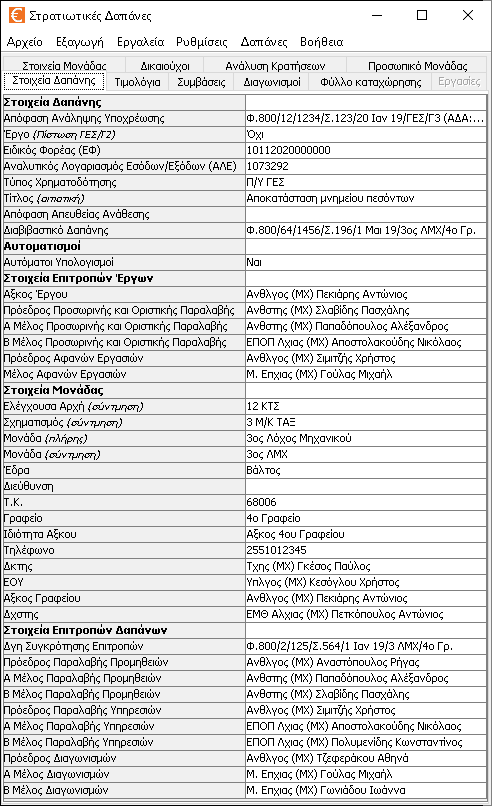 Στρατιωτικές Δαπάνες
Αρχείο Εξαγωγή Εργαλεία Ρυθμίσεις Δαπάνες Βοήθεια
Στοιχεία Μονάδας Δικαιούχοι Ανάλυση Κρατήσεων Προσωπικό Μονάδας
Στοιχεία Δαπάνης Τιμολόγια Συμβάσεις Διαγωνισμοί Φύλλο καταχώρησης Εργασίες
Στοιχεία Δαπάνης
Απόφαση Ανάληψης Υποχρέωσης Φ.800/12/1234/Σ.123/20 Ιαν 19/ΓΕΣ/Γ3 (ΑΔΑ:...
Έργο (Πίστωση ΓΕΣ/Γ2) Όχι
Ειδικός Φορέας (ΕΦ) 10112020000000
Αναλυτικός Λογαριασμός Εσόδων/Εξόδων (ΑΛΕ) 1073292
Τύπος Χρηματοδότησης Π/Υ ΓΕΣ
Τίτλος (αιτιατική) Αποκατάσταση μνημείου πεσόντων
Απόφαση Απευθείας Ανάθεσης
Διαβιβαστικό Δαπάνης Φ.800/64/1456/Σ.196/1 Μαι 19/3ος ΛΜΧ/4ο Γρ.
Αυτοματισμοί
Αυτόματοι Υπολογισμοί Ναι
Στοιχεία Επιτροπών Έργων
Αξκος Έργου Ανθλγος (ΜΧ) Πεκιάρης Αντώνιος
Πρόεδρος Προσωρινής και Οριστικής Παραλαβής Ανθστης (ΜΧ) Σλαβίδης Πασχάλης
Α Μέλος Προσωρινής και Οριστικής Παραλαβής Ανθστης (ΜΧ) Παπαδόπουλος Αλέξανδρος
Β Μέλος Προσωρινής και Οριστικής Παραλαβής ΕΠΟΠ Λχιας (ΜΧ) Αποστολακούδης Νικόλαος
Πρόεδρος Αφανών Εργασιών Ανθλγος (ΜΧ) Σιμιτζής Χρήστος
Μέλος Αφανών Εργασιών Μ. Επχιας (ΜΧ) Γούλας Μιχαήλ
Στοιχεία Μονάδας
Ελέγχουσα Αρχή (σύντμηση) 12 ΚΤΣ
Σχηματισμός (σύντμηση) 3 Μ/Κ ΤΑΞ
Μονάδα (πλήρης) 3ος Λόχος Μηχανικού
Μονάδα (σύντμηση) 3ος ΛΜΧ
Έδρα Βάλτος
Διεύθυνση
Τ.Κ. 68006
Γραφείο 4ο Γραφείο
Ιδιότητα Αξκου Αξκος 4ου Γραφείου
Τηλέφωνο 2551012345
Δκτης Τχης (ΜΧ) Γκέσος Παύλος
ΕΟΥ Υπλγος (ΜΧ) Κεσόγλου Χρήστος
Αξκος Γραφείου Ανθλγος (ΜΧ) Πεκιάρης Αντώνιος
Δχστης ΕΜΘ Αλχιας (ΜΧ) Πετκόπουλος Αντώνιος
Στοιχεία Επιτροπών Δαπάνων
Δγη Συγκρότησης Επιτροπών Φ.800/2/125/Σ.564/1 Ιαν 19/3 ΛΜΧ/4ο Γρ.
Πρόεδρος Παραλαβής Προμηθειών Ανθλγος (ΜΧ) Αναστόπουλος Ρήγας
Α Μέλος Παραλαβής Προμηθειών Ανθστης (ΜΧ) Παπαδόπουλος Αλέξανδρος
Β Μέλος Παραλαβής Προμηθειών Ανθστης (ΜΧ) Σλαβίδης Πασχάλης
Πρόεδρος Παραλαβής Υπηρεσιών Ανθλγος (ΜΧ) Σιμιτζής Χρήστος
Α Μέλος Παραλαβής Υπηρεσιών ΕΠΟΠ Λχιας (ΜΧ) Αποστολακούδης Νικόλαος
Β Μέλος Παραλαβής Υπηρεσιών ΕΠΟΠ Λχιας (ΜΧ) Πολυμενίδης Κωνσταντίνος
Πρόεδρος Διαγωνισμών Ανθλγος (ΜΧ) Τζεφεράκου Αθηνά
Α Μέλος Διαγωνισμών Μ. Επχιας (ΜΧ) Γούλας Μιχαήλ
Β Μέλος Διαγωνισμών Μ. Επχιας (ΜΧ) Γωνιάδου Ιωάννα